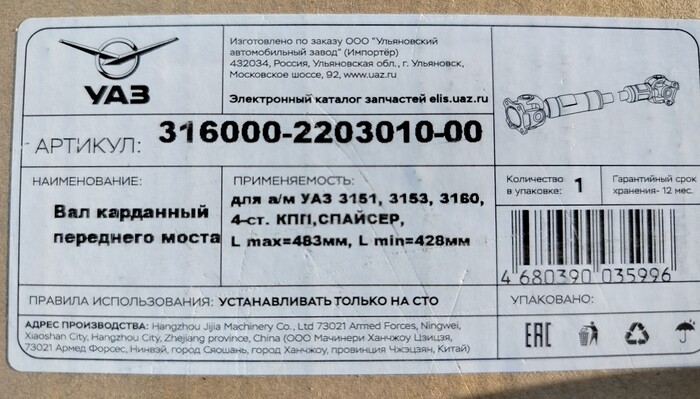 УАЗ
Изготовлено по заказу ООО "Ульяновский
автомобильный завод" (Импортёр)
432034, Россия, Ульяновская обл., г. Ульяновск,
Московское шоссе, 92, www.uaz.ru
Электронный каталог запчастей elis.uaz.ru
АРТИКУЛ: 316000-2203010-00
НАИМЕНОВАНИЕ:
Вал карданный
переднего моста
ПРИМЕНЯЕМОСТЬ:
для а/м УАЗ 3151, 3153, 3160,
4-ст. КПП,СПАЙСЕР,
L max=483мм, L min=428мм
Количество
в упаковке: 1
Гарантийный срок
хранения- 12 мес.
4 680390 035996
ПРАВИЛА ИСПОЛЬЗОВАНИЯ: УСТАНАВЛИВАТЬ ТОЛЬКО НА СТО
УПАКОВАНО:
АДРЕС ПРОИЗВОДСТВА: Hangzhou Jijia Machinery Co., Ltd 73021 Armed Forces, Ningwei,
Xiaoshan City, Hangzhou City, Zhejiang province, China (ООО Мачинери Ханчжоу Цзицзя,
73021 Армед Форсес, Нинвэй, город Сяошань, город Ханчжоу, провинция Чжэцзян, Китай)
EAC